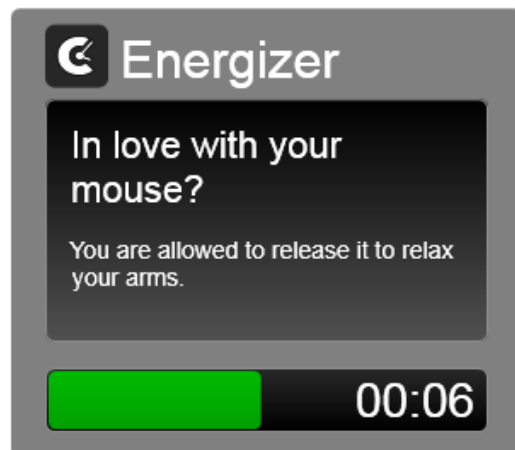 Energizer
In love with your
mouse?
You are allowed to release it to relax
your arms.
00:06